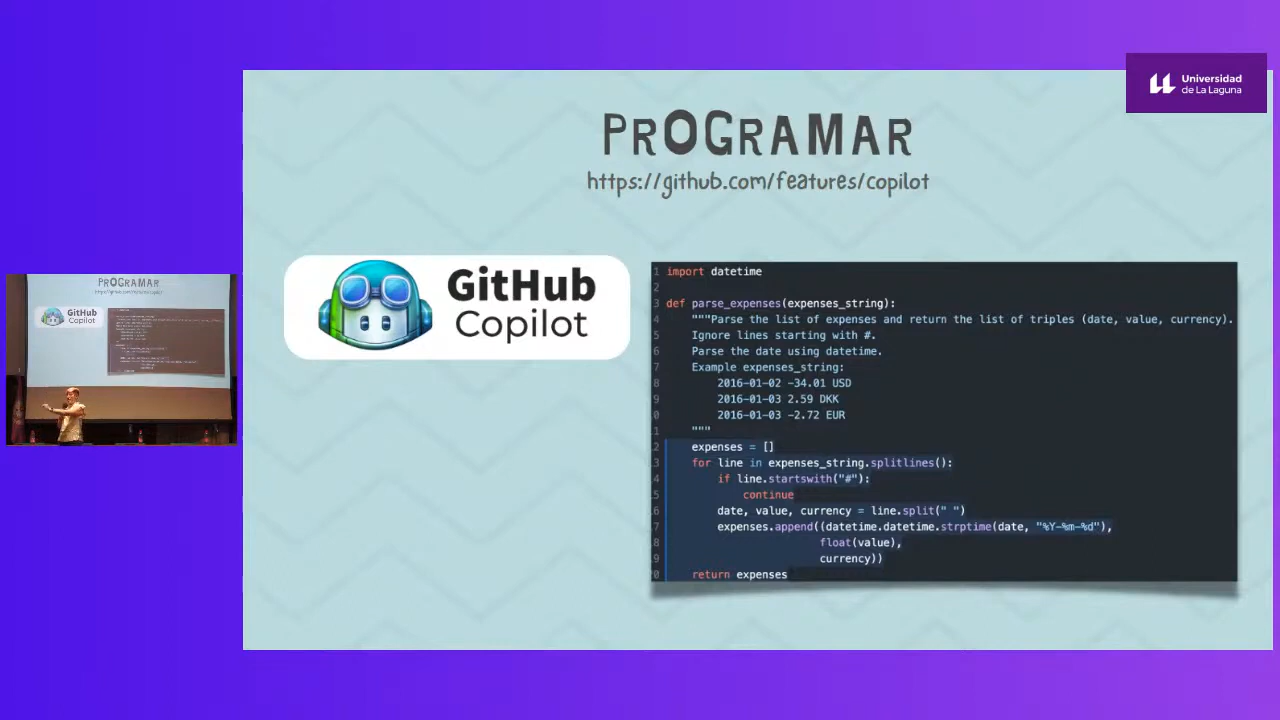 Universidad
de La Laguna
PrOGrAMAR
https://github.com/features/copilot
GitHub
Copilot
1 import datetime
2
3 def parse_expenses(expenses_string):
4 """Parse the list of expenses and return the list of triples (date, value, currency).
5 Ignore lines starting with #.
6 Parse the date using datetime.
7 Example expenses_string:
8 2016-01-02 -34.01 USD
9 2016-01-03 2.59 DKK
0 2016-01-03 -2.72 EUR
1 """
2 expenses = []
3 for line in expenses_string.splitlines():
4 if line.startswith("#"):
5 continue
6 date, value, currency = line.split(" ")
7 expenses.append((datetime.datetime.strptime(date, "%Y-%m-%d"),
8 float(value),
9 currency))
0 return expenses
PrOGrAMAR
GitHub
Copilot